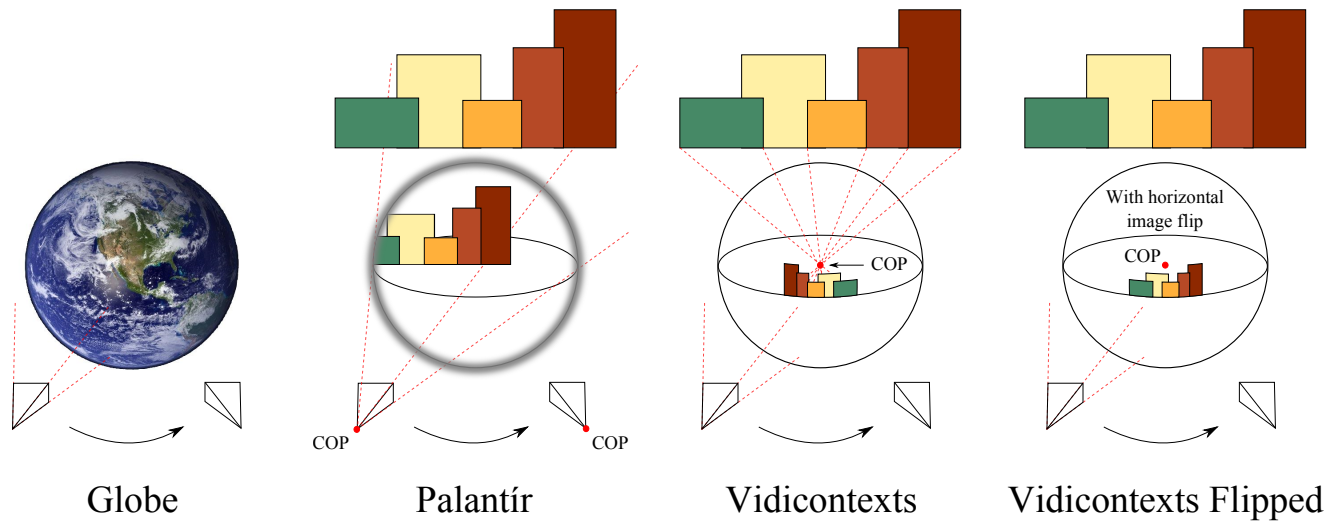 With horizontal
image flip
COP
COP
COP
COP
Globe
Palantír
Vidicontexts
Vidicontexts Flipped